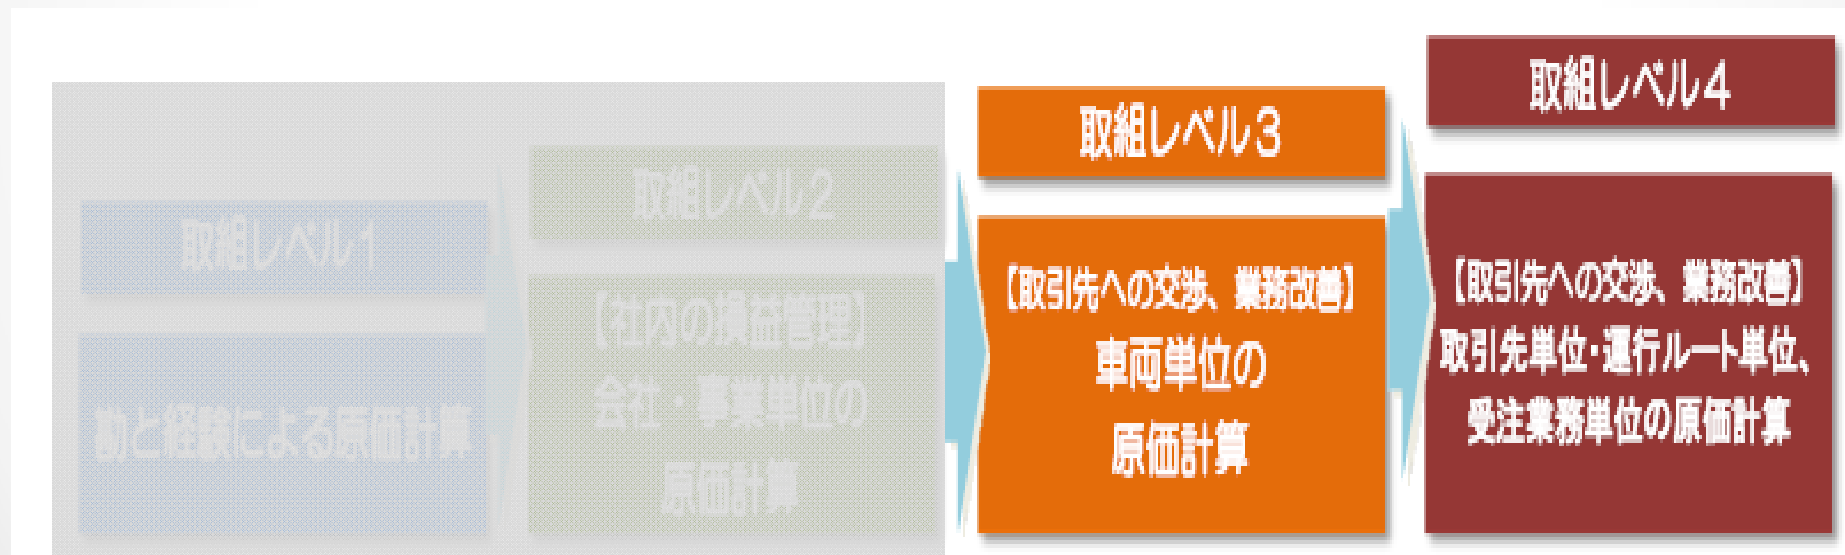 取組レベル1
勘と経験による原価計算
取組レベル2
【社内の損益管理】
会社・事業単位の
原価計算
取組レベル3
【取引先への交渉、業務改善】
車両単位の
原価計算
取組レベル4
【取引先への交渉、業務改善】
取引先単位・運行ルート単位、
受注業務単位の原価計算